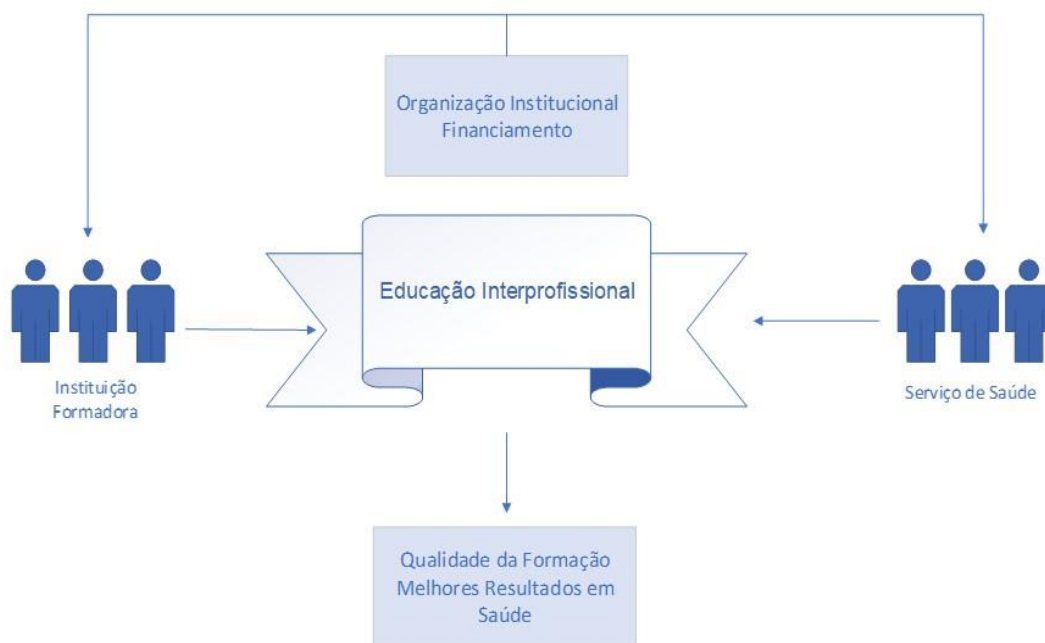 Organização Institucional
Financiamento
Educação Interprofissional
Instituição
Formadora
Serviço de Saúde
Qualidade da Formação
Melhores Resultados em
Saúde